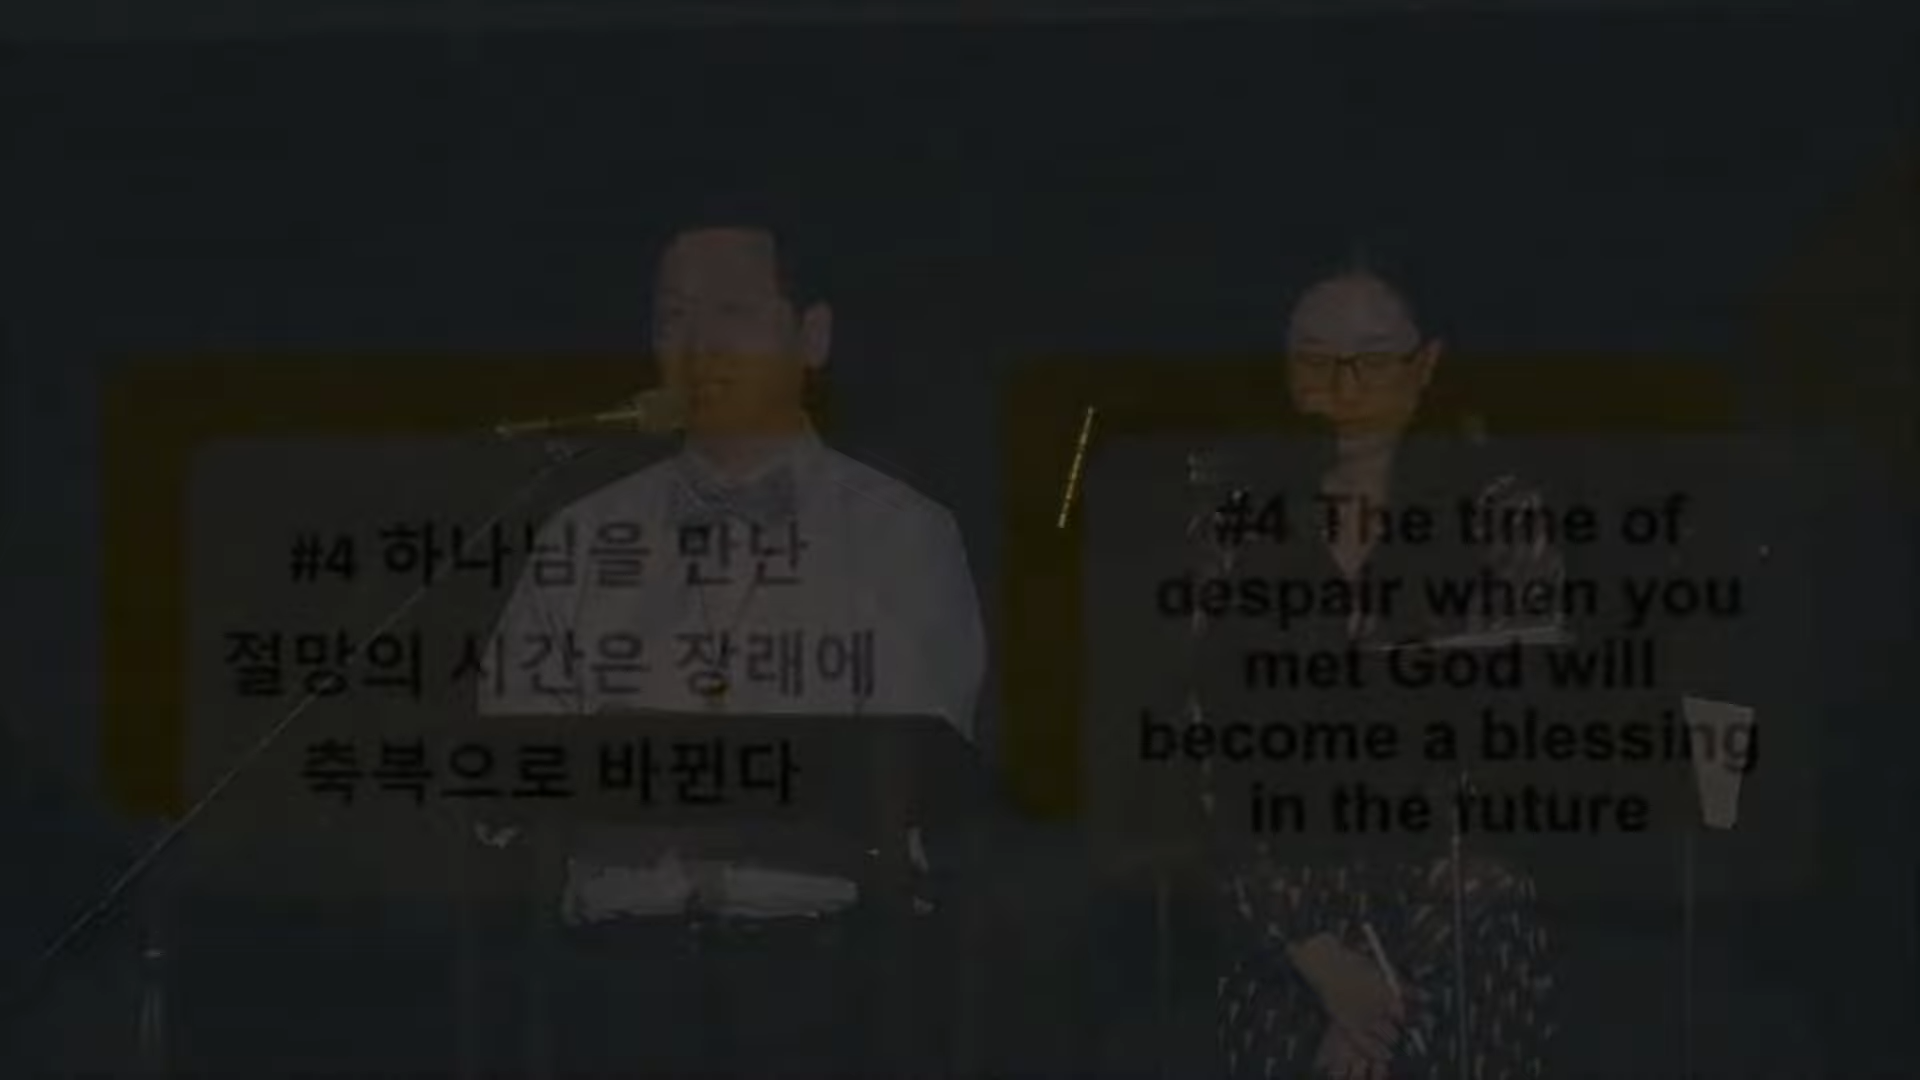 #4 하나님을 만난
절망의 시간은 장래에
축복으로 바뀐다
#4 The time of
despair when you
met God will
become a blessing
in the future